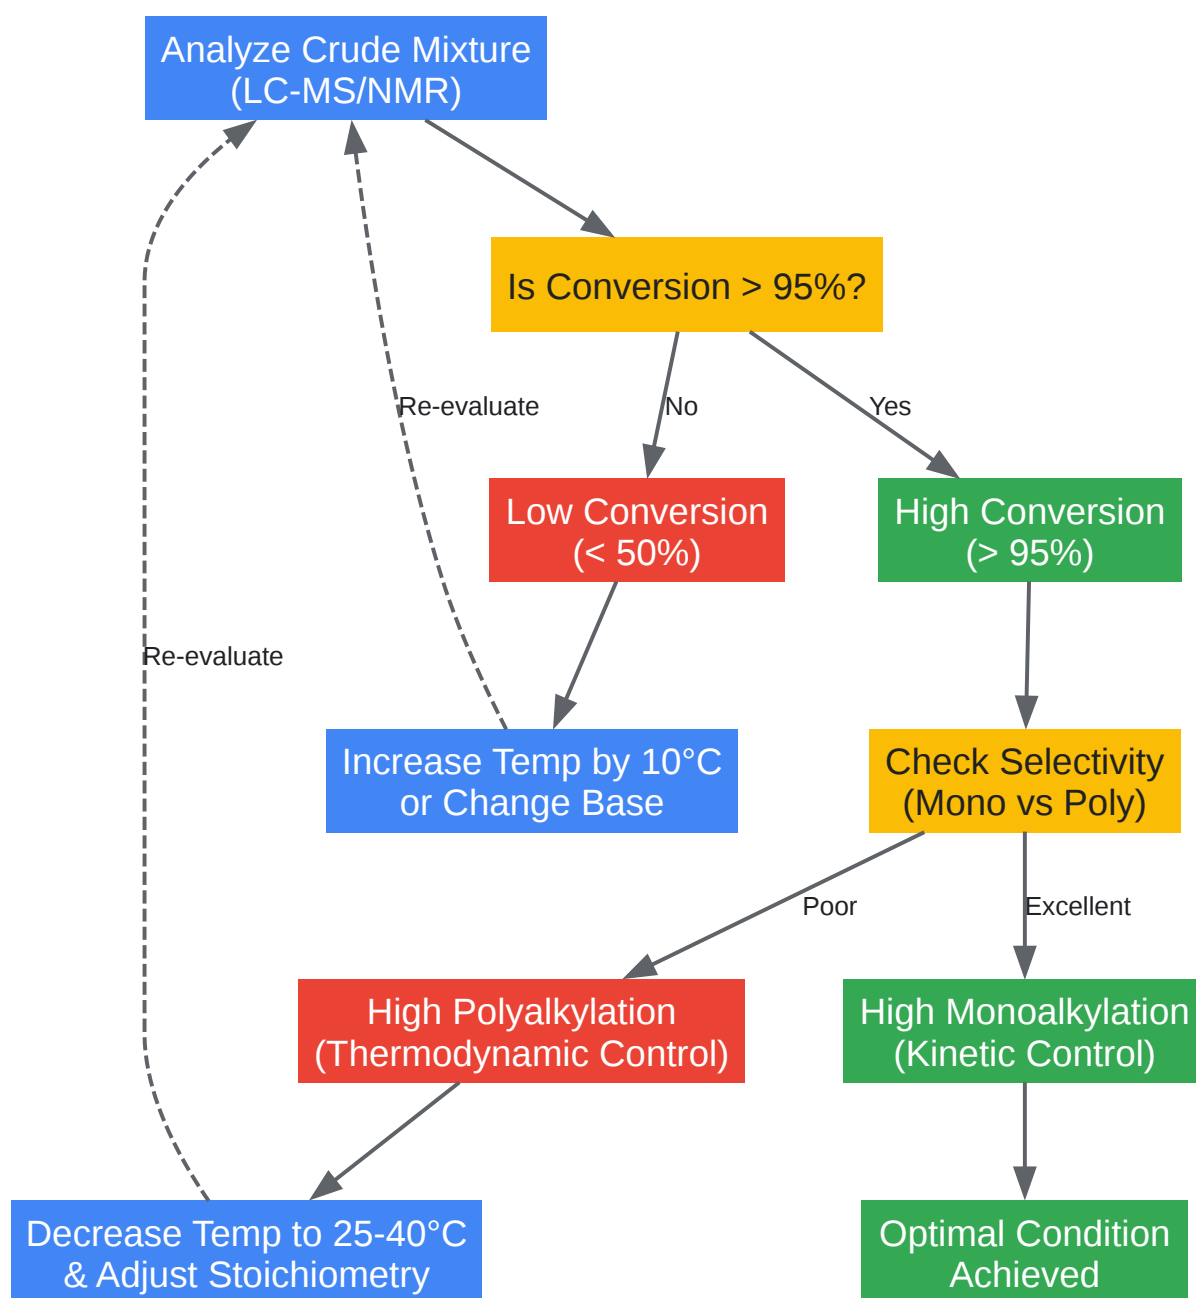 Analyze Crude Mixture
(LC-MS/NMR)
Is Conversion > 95%?
Re-evaluate
No
Yes
Low Conversion
(< 50%)
High Conversion
(> 95%)
Re-evaluate
Increase Temp by 10°C
or Change Base
Check Selectivity
(Mono vs Poly)
Poor
Excellent
High Polyalkylation
(Thermodynamic Control)
High Monoalkylation
(Kinetic Control)
Decrease Temp to 25-40°C
& Adjust Stoichiometry
Optimal Condition
Achieved